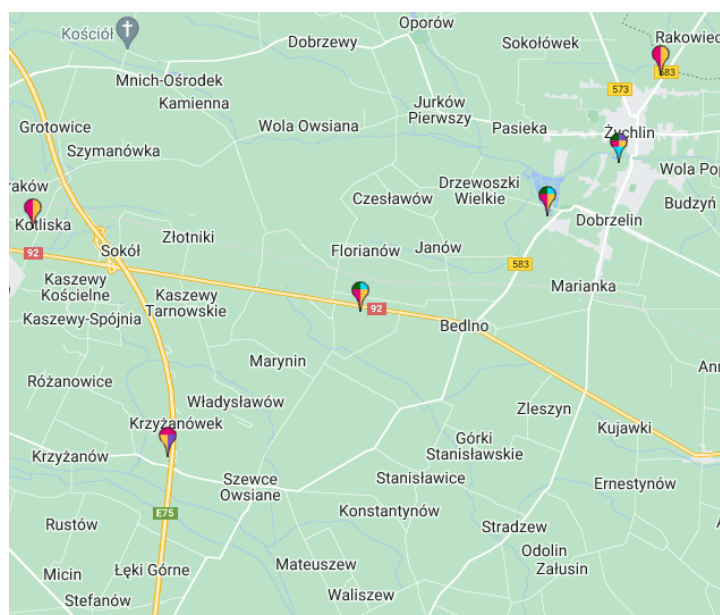 Oporów
Kościół
Rakowiec
Dobrzewy
Sokołówek
583
Mnich-Ośrodek
573
Kamienna
Jurków
Pierwszy
Grotowice
Wola Owsiana
Pasieka
Żychlin
Szymanówka
Wola Pop
Drzewoszki
Wielkie
raków
Czesławów
Budzyń
Kotliska
Dobrzelin
Złotniki
Sokół
Florianów
Janów
92
583
Kaszewy
Kościelne
Marianka
Kaszewy
Tarnowskie
92
Kaszewy-Spójnia
Bedlno
Marynin
Ann
Różanowice
Władysławów
Zleszyn
Krzyżanówek
Kujawki
Górki
Stanisławskie
Krzyżanów
Szewce
Owsiane
Stanisławice
Ernestynów
E75
Konstantynów
Rustów
Stradzew
Odolin
Mateuszew
Załusin
Łęki Górne
Micin
Waliszew
Stefanów